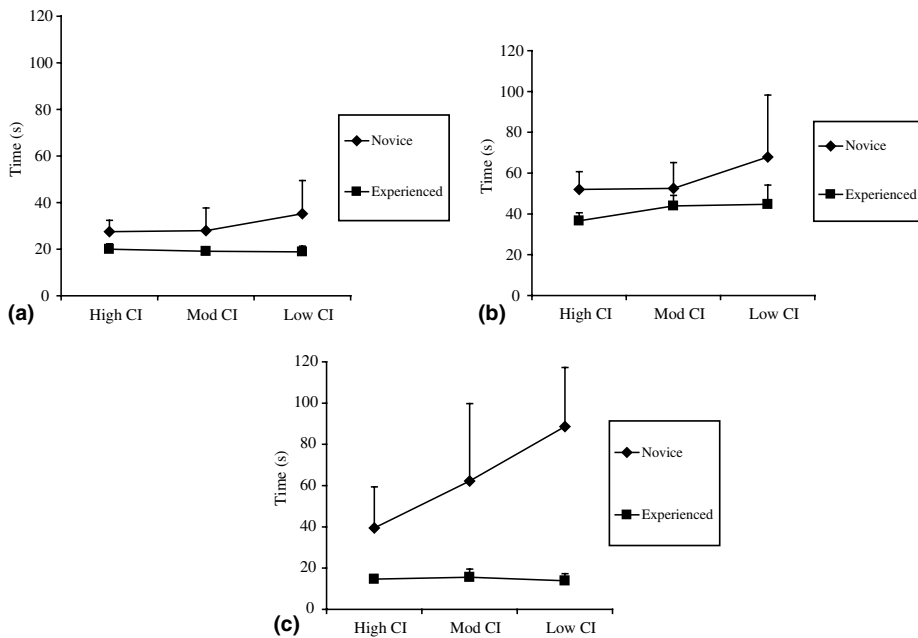 120
100
80
60
40
20
0
Time (s)
High CI
Mod CI
Low CI
Novice
Experienced
(a)
120
100
80
60
40
20
0
Time (s)
High CI
Mod CI
Low CI
Novice
Experienced
(b)
120
100
80
60
40
20
0
Time (s)
High CI
Mod CI
Low CI
Novice
Experienced
(c)